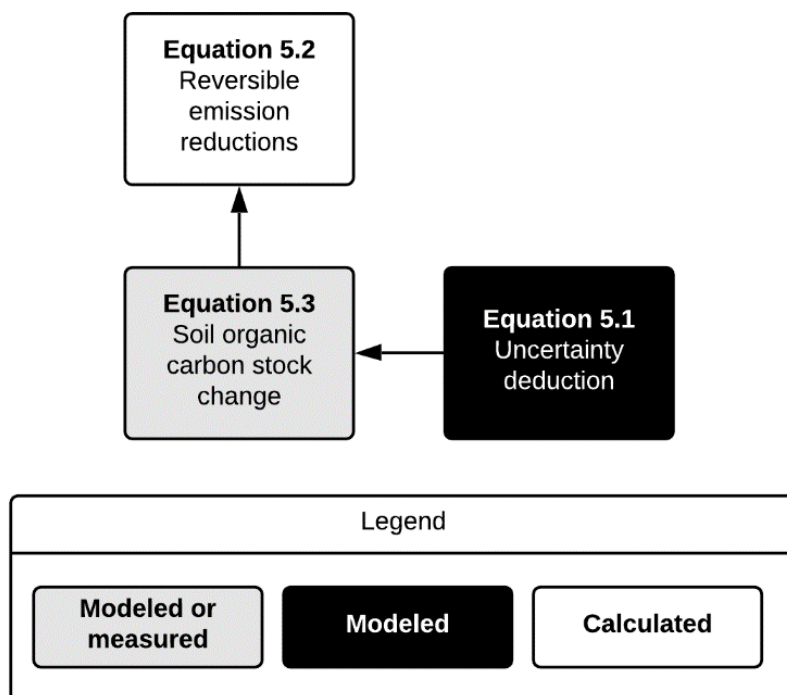 Equation 5.2
Reversible
emission
reductions
Equation 5.3
Soil organic
carbon stock
change
Equation 5.1
Uncertainty
deduction
Legend
Modeled or
measured
Modeled
Calculated